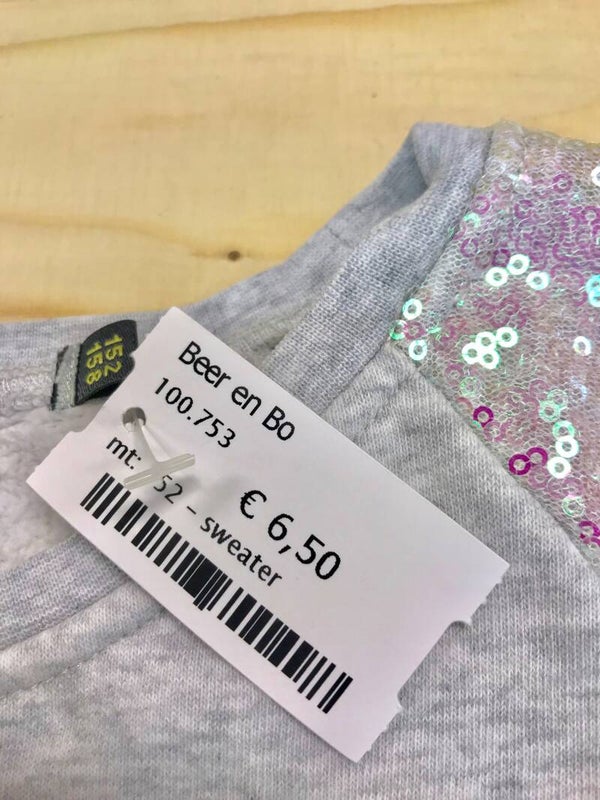 152
158
Beer en Bo
100.753
€ 6,50
mt: 52 - sweater